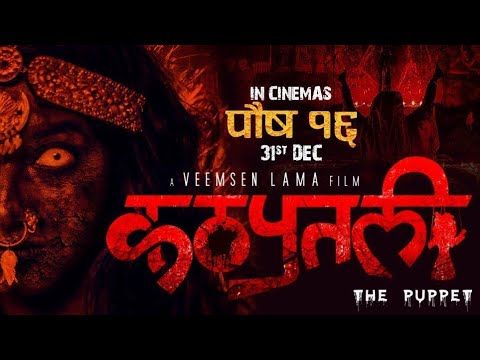 IN CINEMAS
पौष १६
31ST DEC
A VEEMSEN LAMA FILM
कठपुतली
THE PUPPET